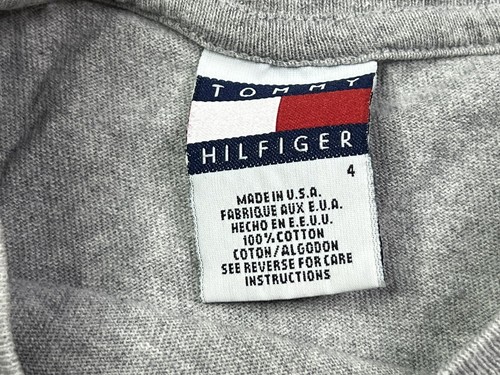 TOMMY
HILFIGER
4
MADE IN U.S.A.
FABRIQUE AUX E.U.A.
HECHO EN E.E.U.U.
100% COTTON
COTON/ALGODON
SEE REVERSE FOR CARE
INSTRUCTIONS